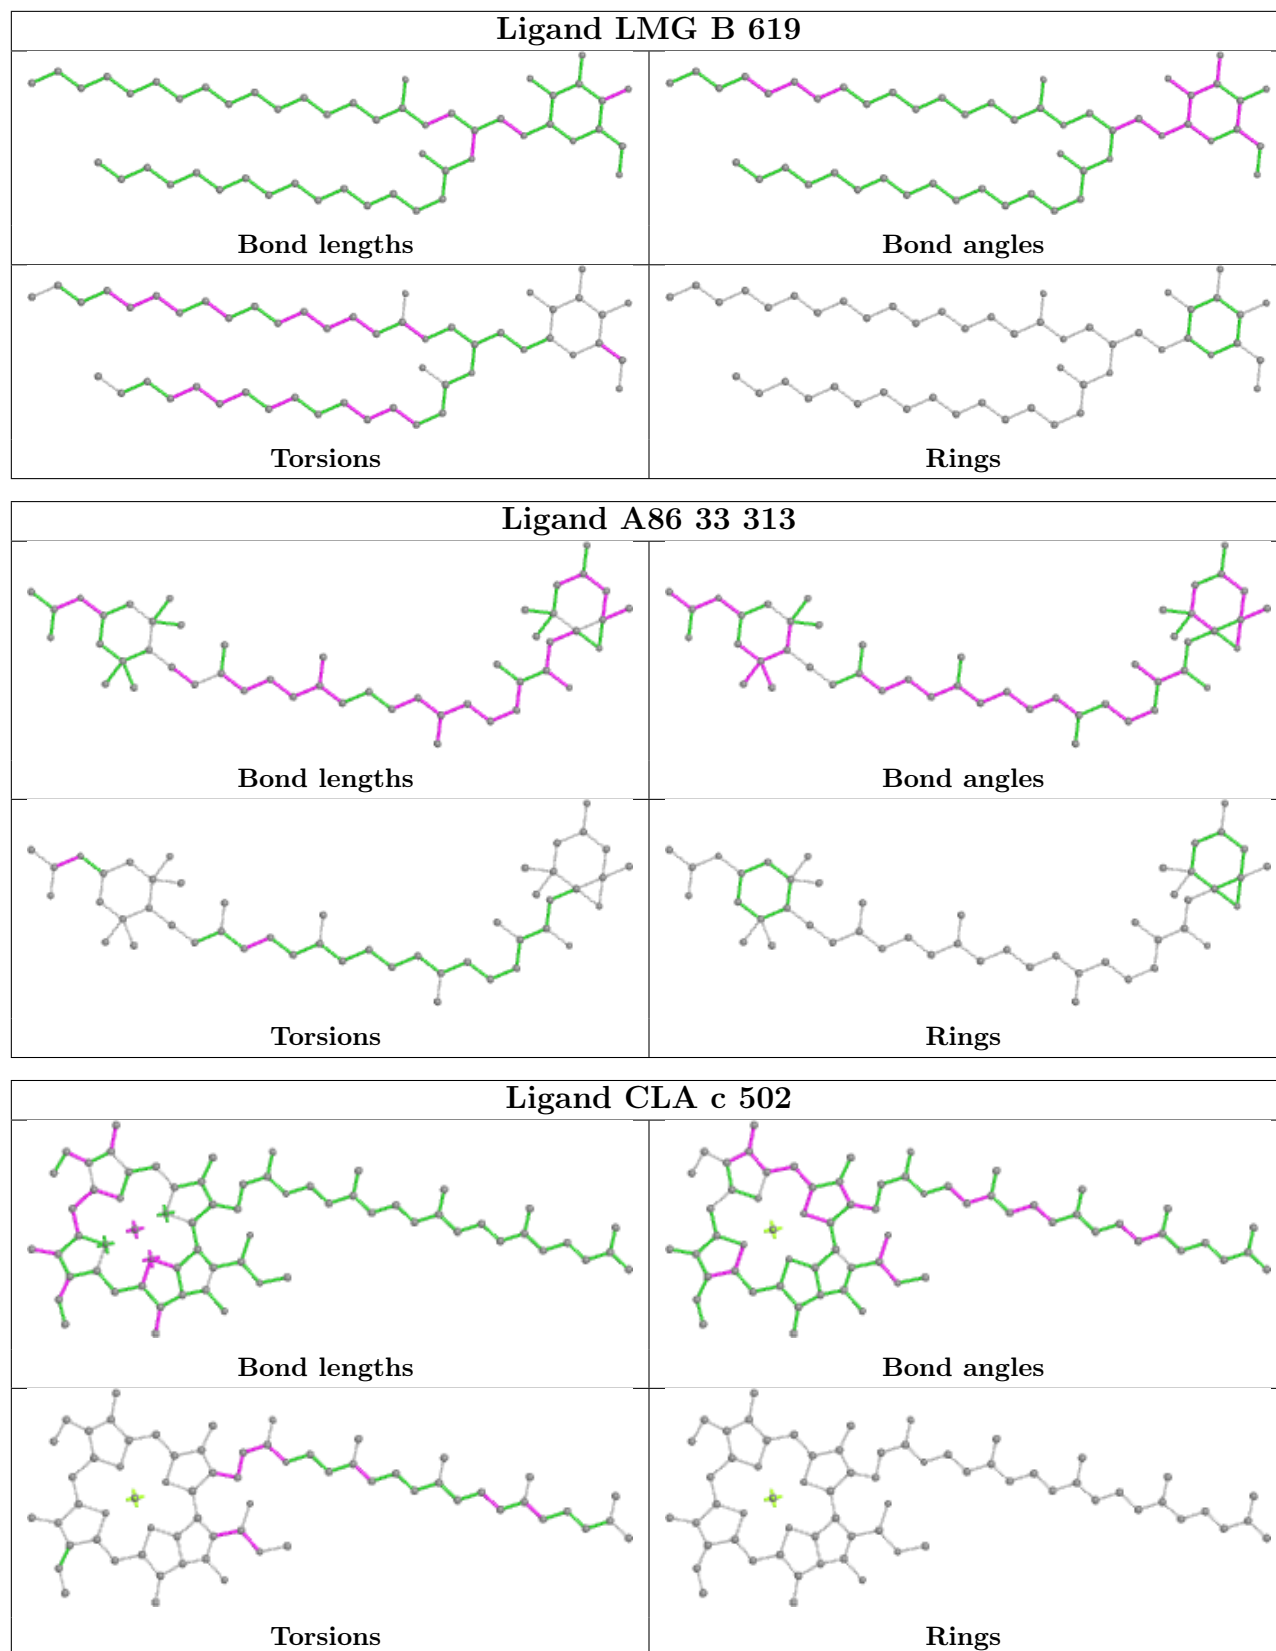 Ligand LMG B 619
Bond lengths
Bond angles
Torsions
Rings
Ligand A86 33 313
Bond lengths
Bond angles
Torsions
Rings
Ligand CLA c 502
Bond lengths
Bond angles
Torsions
Rings